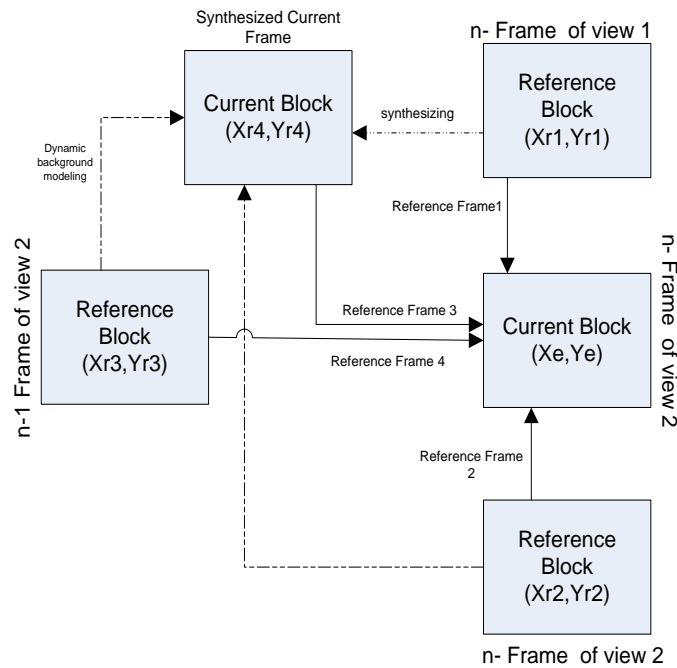 Synthesized Current
Frame
n- Frame of view 1
Current Block
(Xr4,Yr4)
Reference
Block
(Xr1,Yr1)
synthesizing
Dynamic
background
modeling
Reference Frame1
n-1 Frame of view 2
Reference
Block
(Xr3,Yr3)
Reference Frame 3
Reference Frame 4
Current Block
(Xe,Ye)
n- Frame of view 2
Reference Frame
2
Reference
Block
(Xr2,Yr2)
n- Frame of view 2